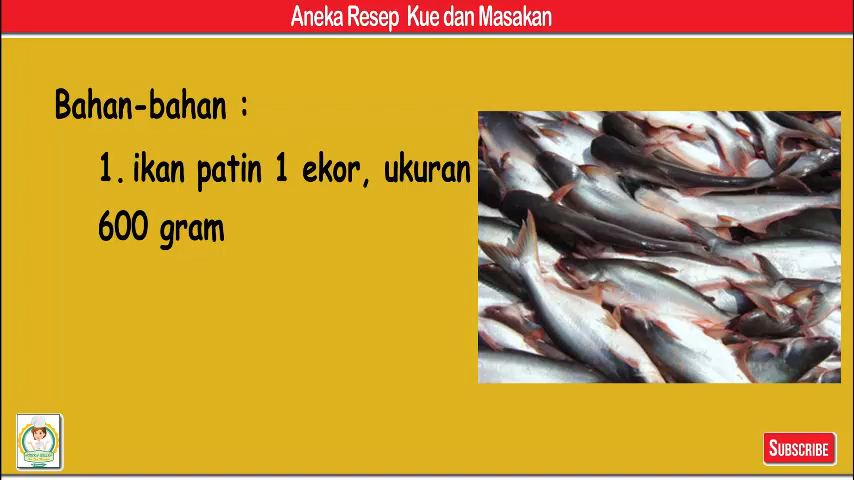 Aneka Resep Kue dan Masakan
Bahan-bahan :
1. ikan patin 1 ekor, ukuran
600 gram
SUBSCRIBE